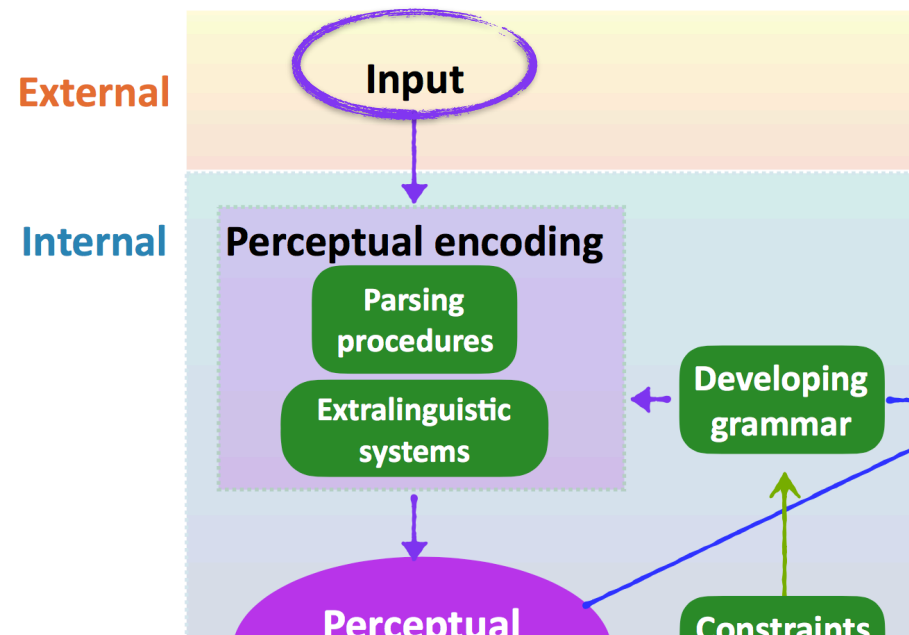 External
Input
Internal
Perceptual encoding
Parsing
procedures
Extralinguistic
systems
Developing
grammar
Perceptual
Constraints